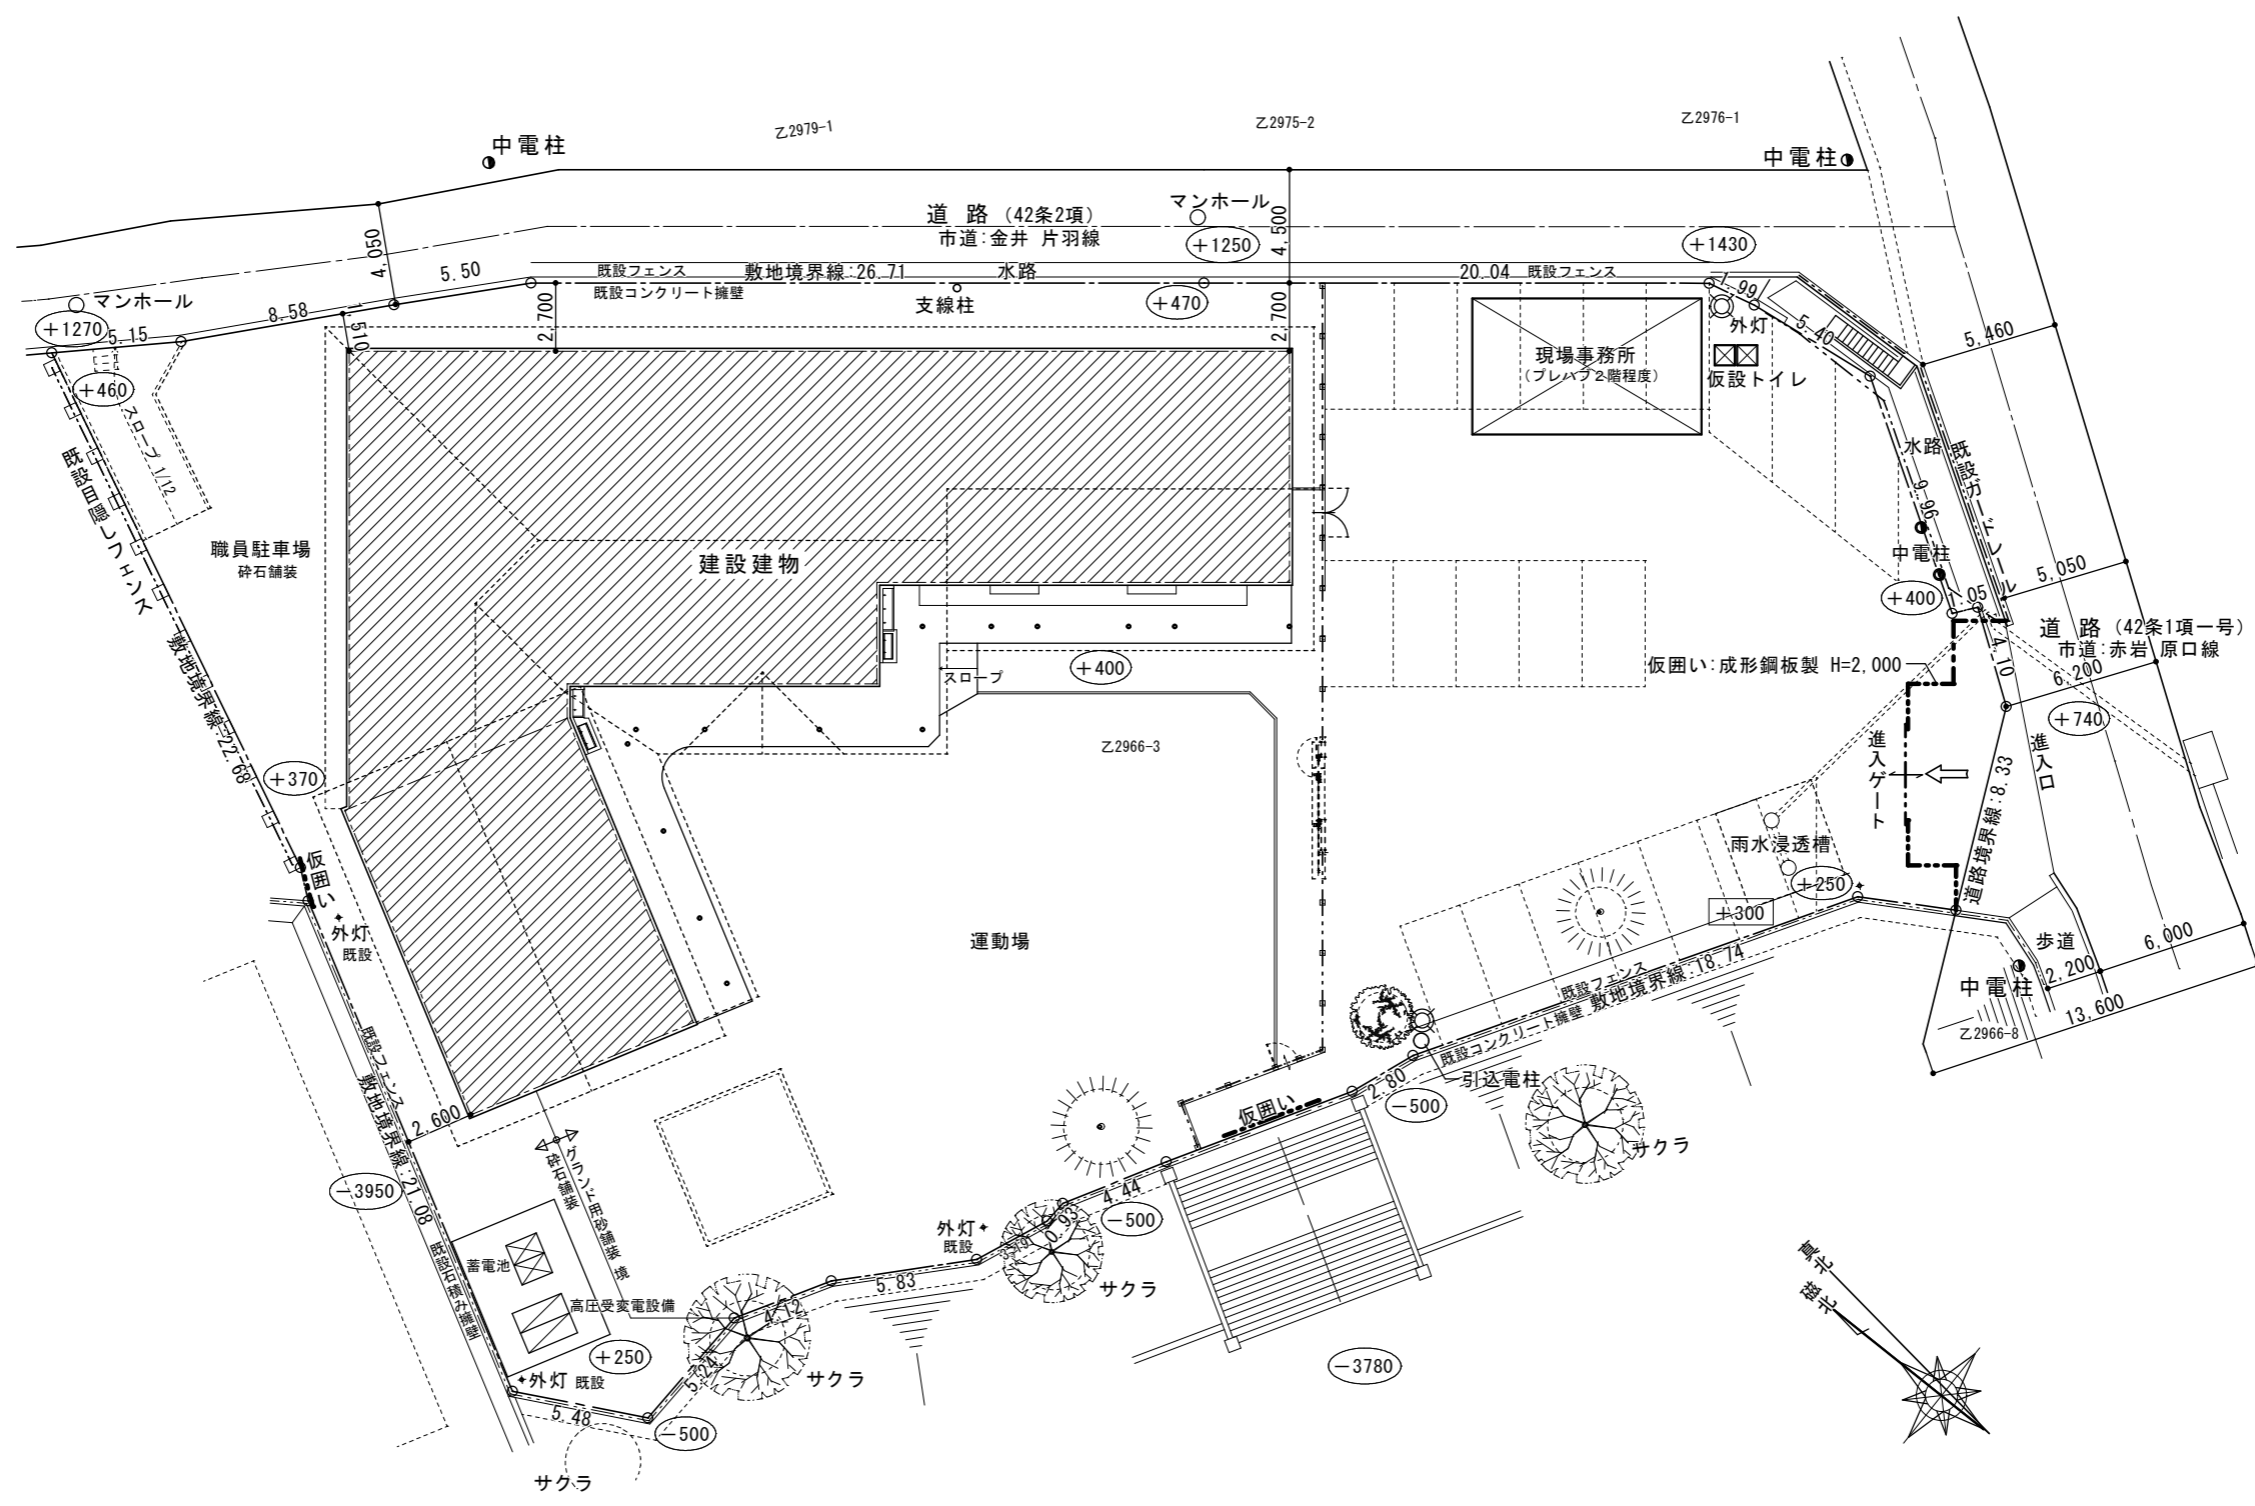 乙2979-1
乙2975-2
乙2976-1
中電柱
中電柱
マンホール
道 路 (42条2項)
市道:金井 片羽線
+1250
4,500
+1430
4,050
5.50
既設フェンス
敷地境界線:26.71
水路
20.04
既設フェンス
既設コンクリート擁壁
支線柱
+470
マンホール
+1270
5.15
8.58
2,700
2,700
1.99
外灯
5.40
5,460
+460
スロープ 1/12
現場事務所
(プレハブ2階程度)
仮設トイレ
既設目隠しフェンス
職員駐車場
砕石舗装
建設建物
水路
既設ガードレール
9.96
中電柱
+400
5,050
道 路 (42条1項一号)
市道:赤岩 原口線
4.10
6,200
+740
仮囲い:成形鋼板製 H=2,000
敷地境界線:22.68
+400
スロープ
+370
乙2966-3
進入ゲート
進入口
道路境界線:8.33
仮囲い
外灯
既設
運動場
雨水浸透槽
+250
+300
歩道
6,000
2,200
中電柱
13,600
乙2966-8
既設フェンス
敷地境界線:18.74
既設コンクリート擁壁
引込電柱
2.80
-500
仮囲い
サクラ
既設フェンス
敷地境界線:21.08
2,600
-3950
グランド用砂舗装 境
砕石舗装
4.44
-500
0.93
外灯
既設
サクラ
既設石積み擁壁
蓄電池
高圧受変電設備
5.83
4.12
+250
外灯 既設
5.24
サクラ
5.48
-500
サクラ
-3780
真北
磁北